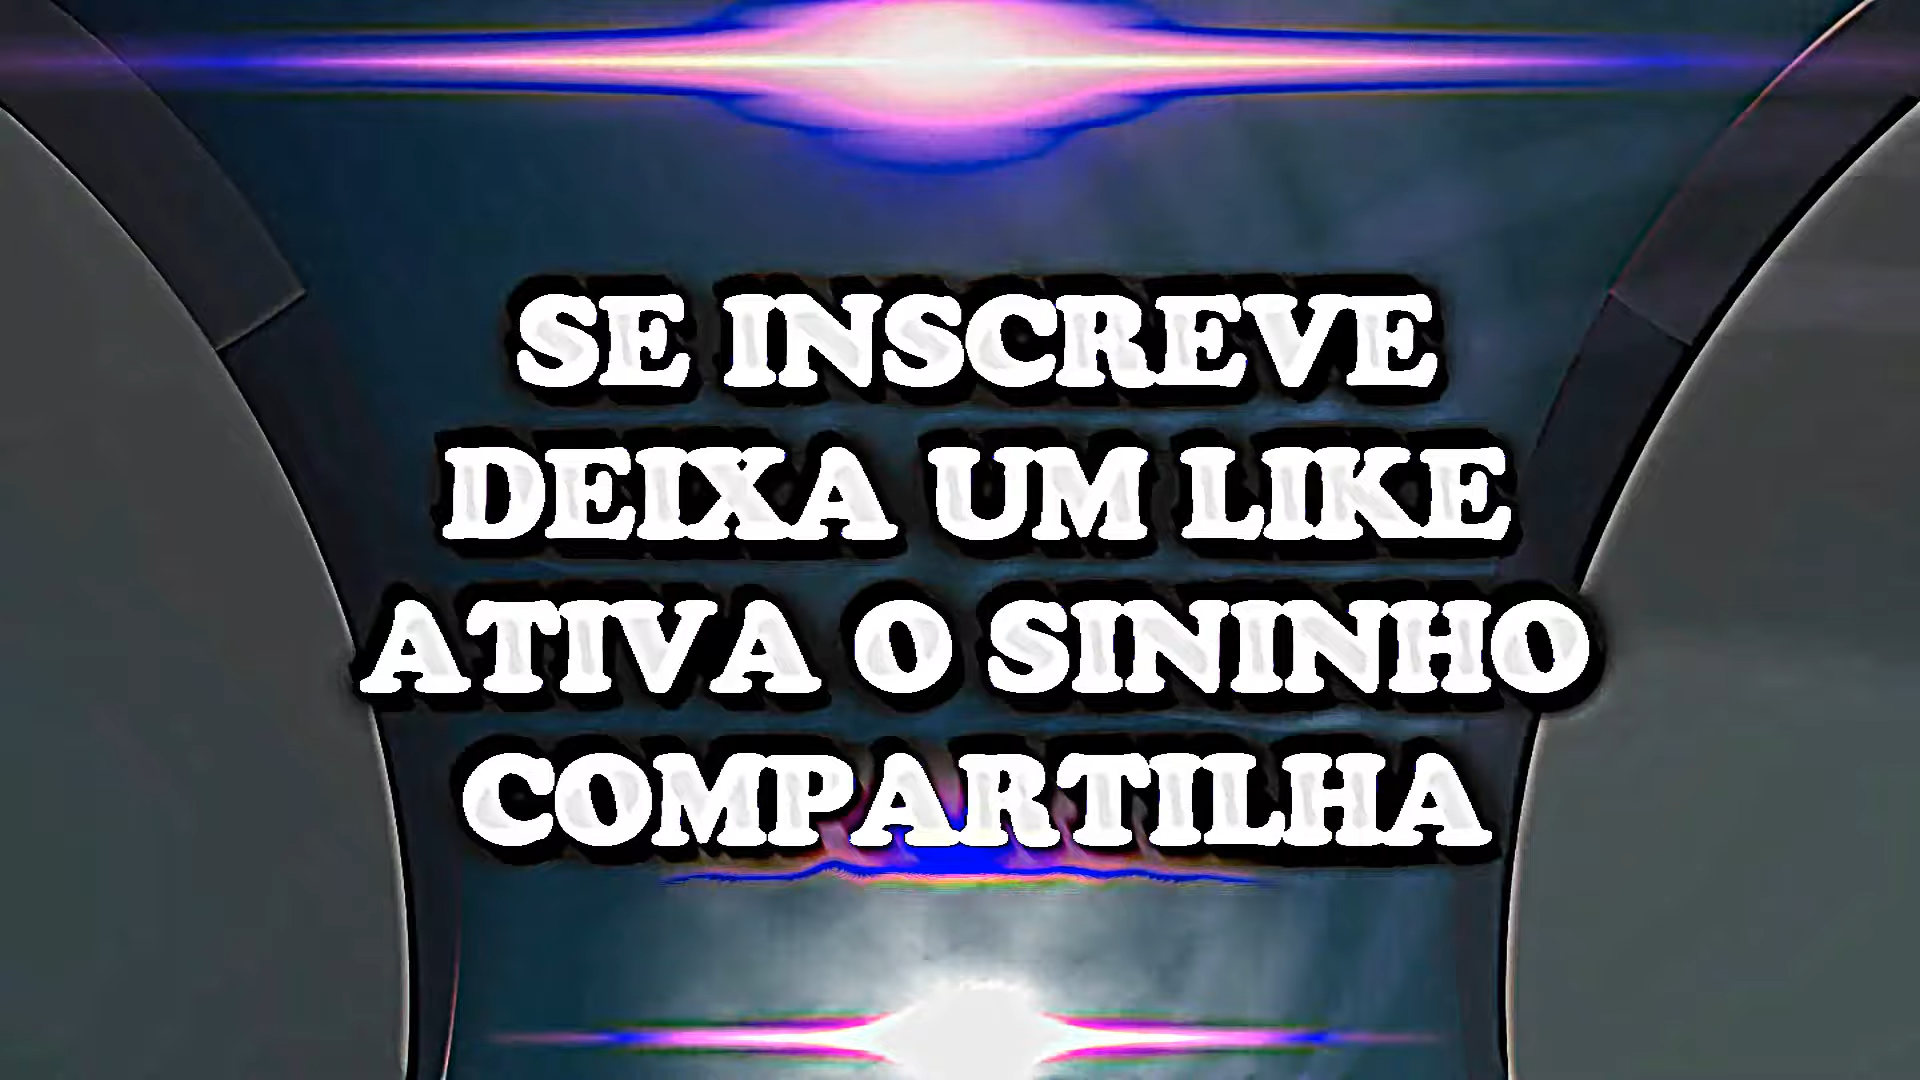 SE INSCREVE
DEIXA UM LIKE
ATIVA O SININHO
COMPARTILHA